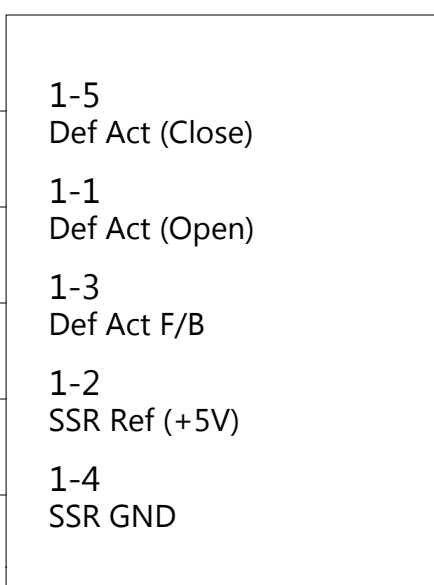 1-5
Def Act (Close)
1-1
Def Act (Open)
1-3
Def Act F/B
1-2
SSR Ref (+5V)
1-4
SSR GND